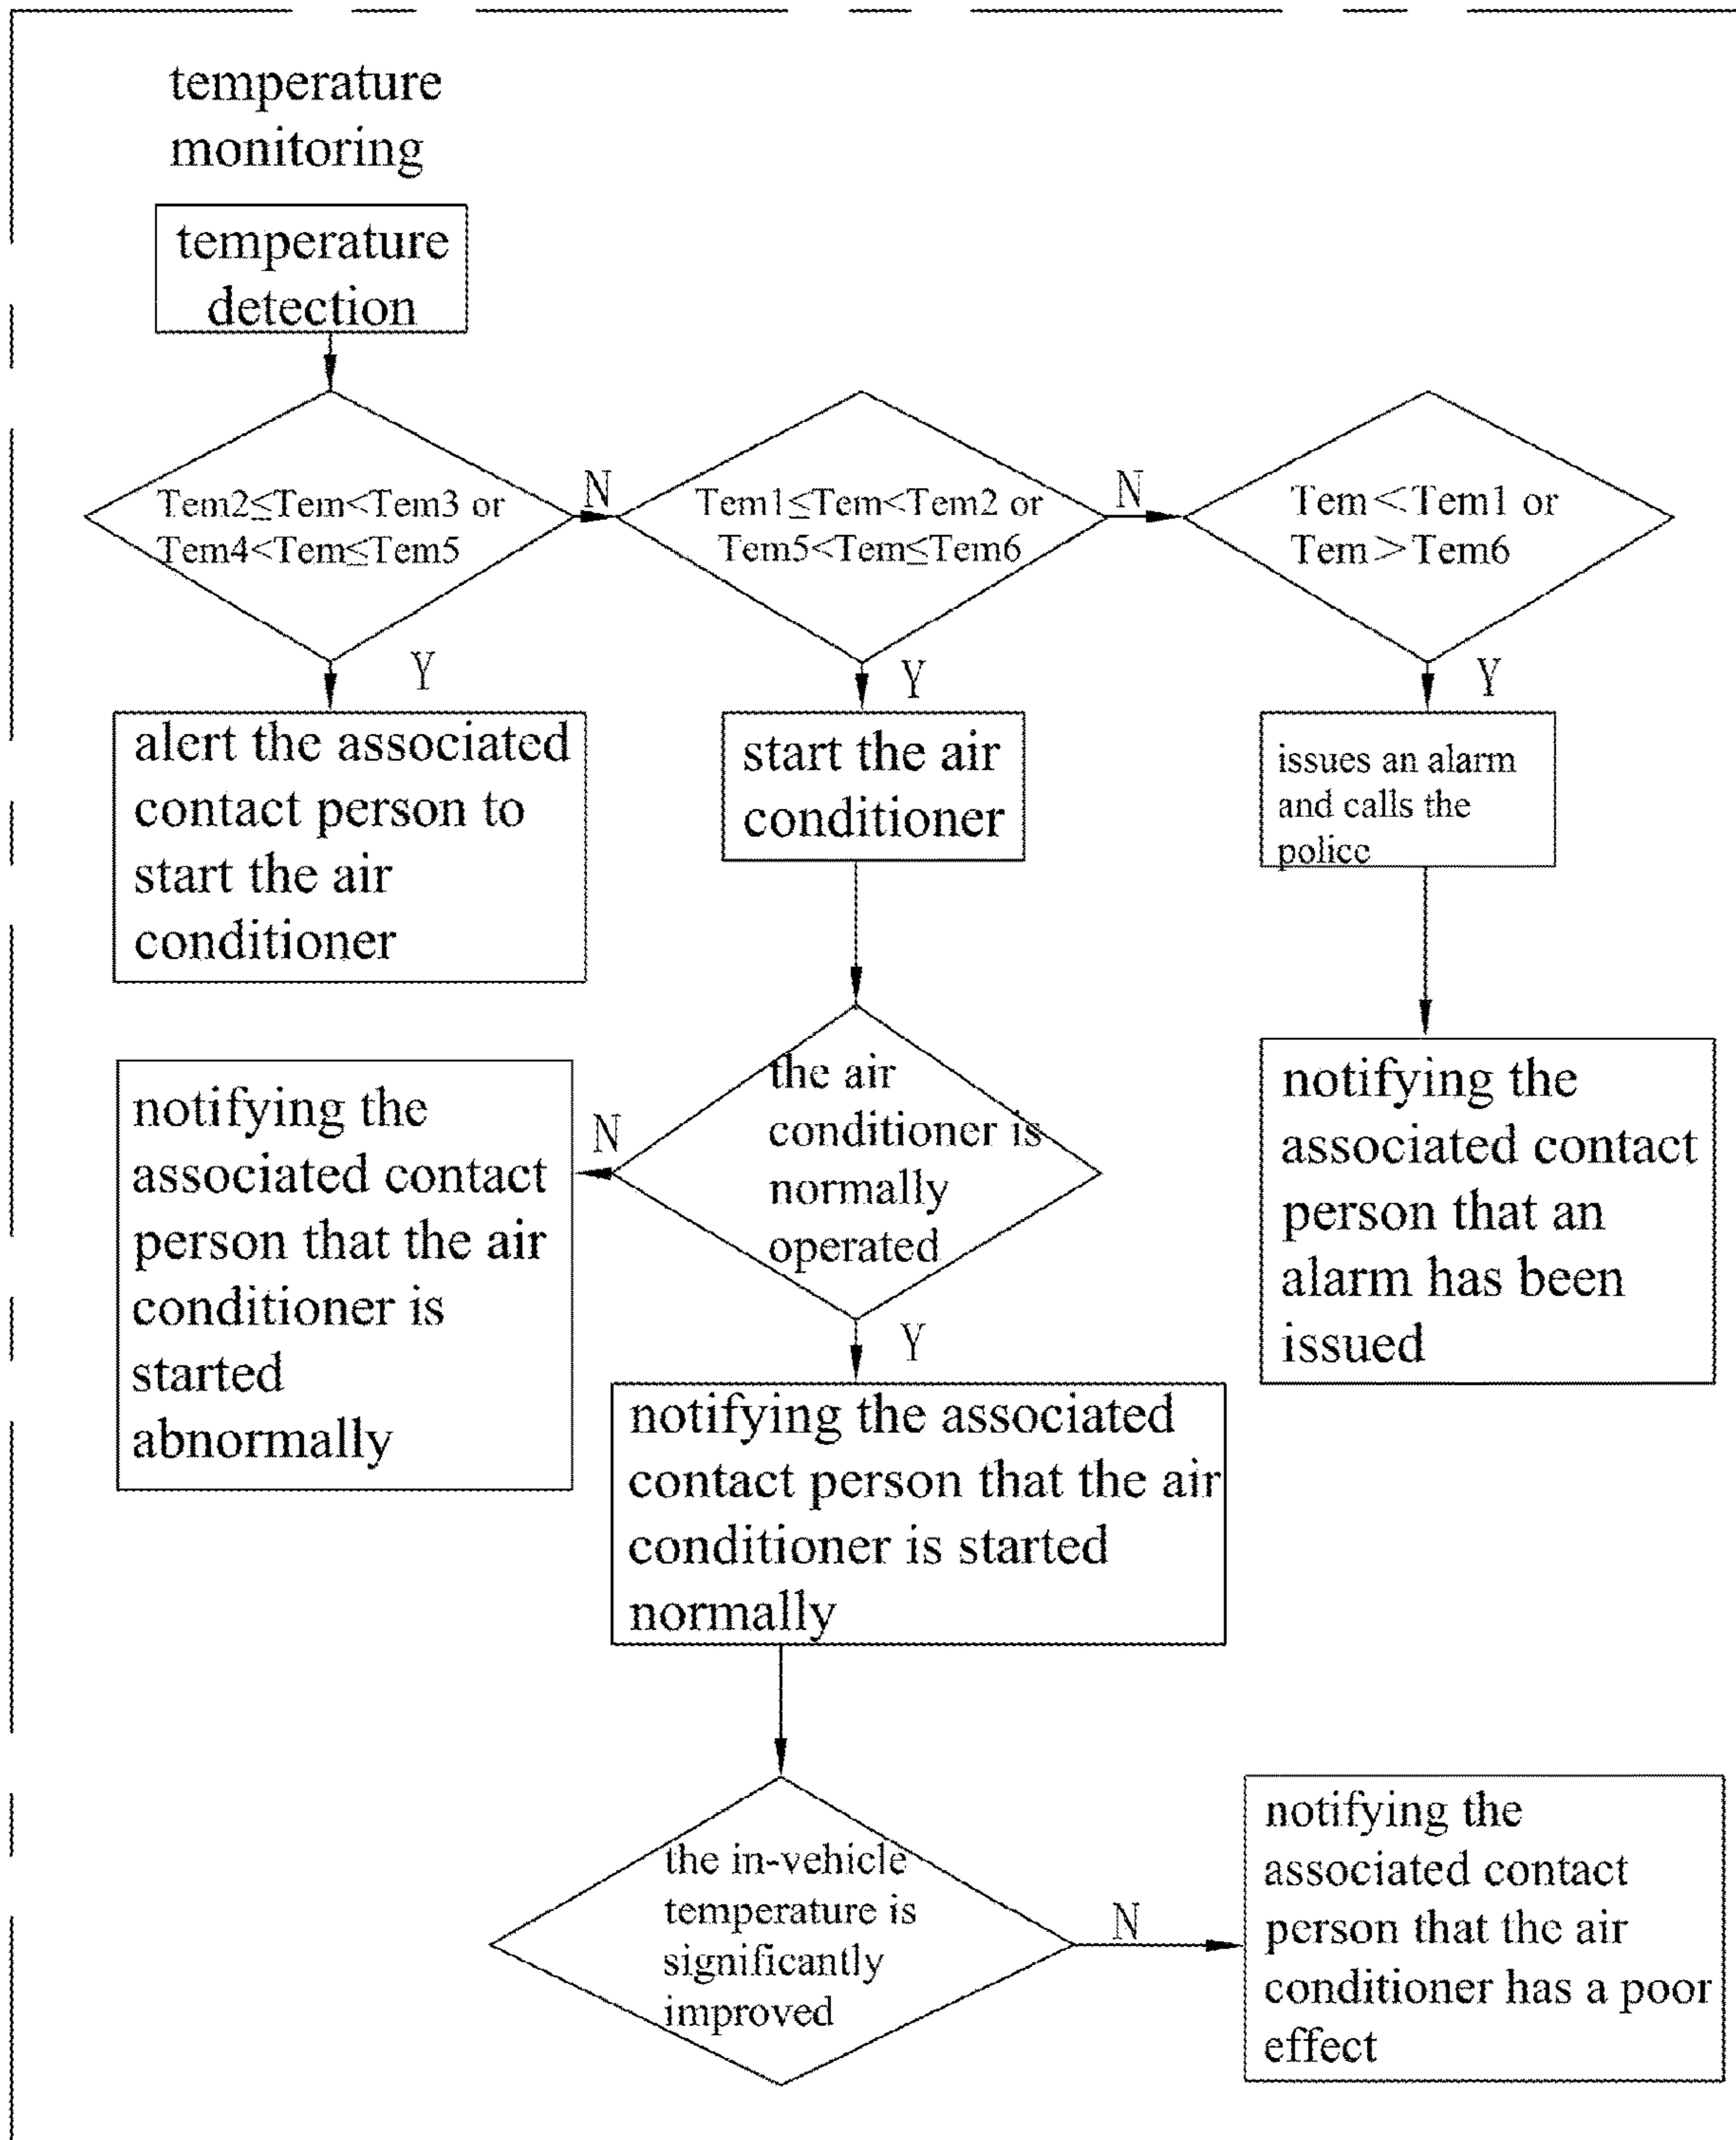 temperature
monitoring
temperature
detection
Tem2≤Tem<Tem3 or
Tem4<Tem≤Tem5
N
Tem1≤Tem<Tem2 or
Tem5<Tem≤Tem6
N
Tem<Tem1 or
Tem>Tem6
Y
Y
Y
alert the associated
contact person to
start the air
conditioner
start the air
conditioner
issues an alarm
and calls the
police
the air
conditioner is
normally
operated
N
notifying the
associated contact
person that the air
conditioner is
started
abnormally
notifying the
associated contact
person that an
alarm has been
issued
Y
notifying the associated
contact person that the air
conditioner is started
normally
the in-vehicle
temperature is
significantly
improved
N
notifying the
associated contact
person that the air
conditioner has a poor
effect